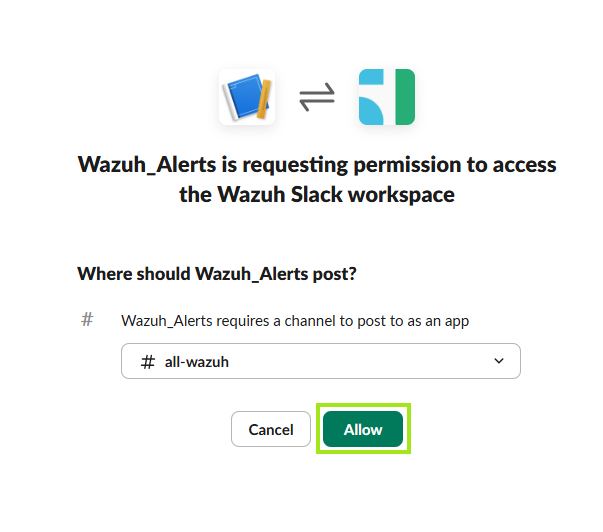 Wazuh_Alerts is requesting permission to access
the Wazuh Slack workspace
Where should Wazuh_Alerts post?
# Wazuh_Alerts requires a channel to post to as an app
# all-wazuh
Cancel Allow